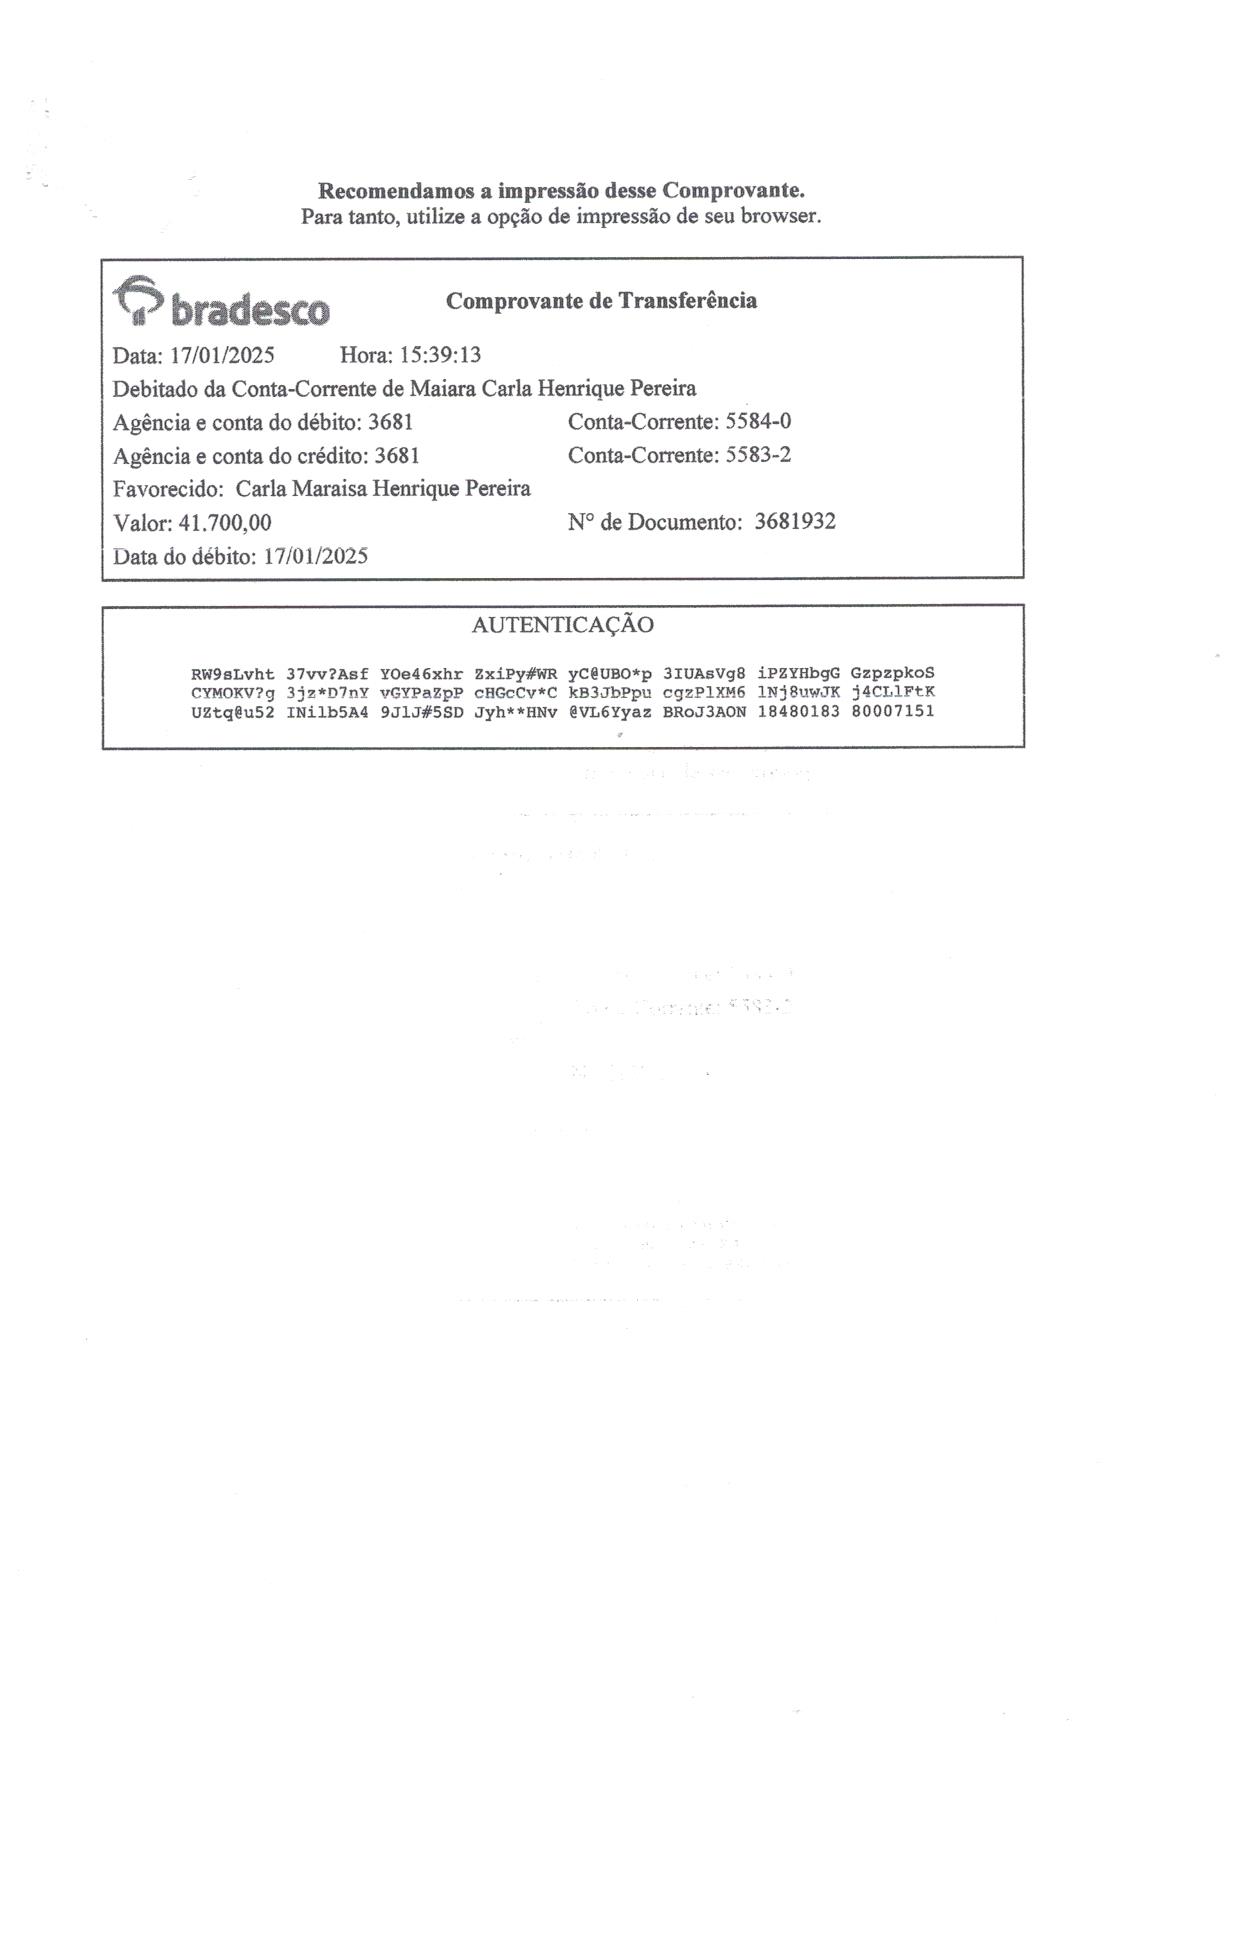 Recomendamos a impressão desse Comprovante.
Para tanto, utilize a opção de impressão de seu browser.
bradesco
Comprovante de Transferência
Data: 17/01/2025 Hora: 15:39:13
Debitado da Conta-Corrente de Maiara Carla Henrique Pereira
Agência e conta do débito: 3681 Conta-Corrente: 5584-0
Agência e conta do crédito: 3681 Conta-Corrente: 5583-2
Favorecido: Carla Maraisa Henrique Pereira
Valor: 41.700,00 N° de Documento: 3681932
Data do débito: 17/01/2025
AUTENTICAÇÃO
RW9sLvht 37vv?Asf YOe46xhr ZxiPy#WR yC@UBO*p 3IUAsVg8 iPZYHbgG GzpzpkoS
CYMOKV?g 3jz*D7nY vGYPaZpP cHGcCv*C kB3JbPpu cgzPlXM6 lNj8uwJK j4CLlFtK
UZtq@u52 INilb5A4 9JlJ#5SD Jyh**HNv @VL6Yyaz BRoJ3AON 18480183 80007151